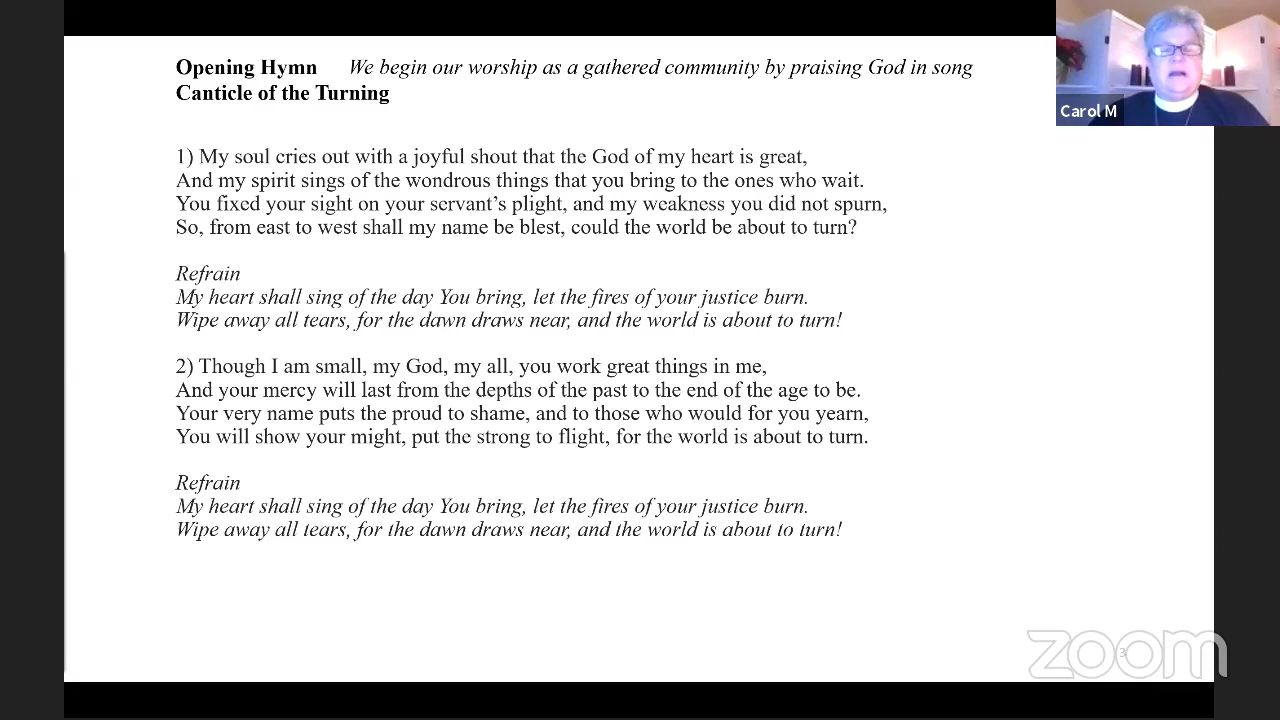 Opening Hymn We begin our worship as a gathered community by praising God in song
Canticle of the Turning
1) My soul cries out with a joyful shout that the God of my heart is great,
And my spirit sings of the wondrous things that you bring to the ones who wait.
You fixed your sight on your servant’s plight, and my weakness you did not spurn,
So, from east to west shall my name be blest, could the world be about to turn?
Refrain
My heart shall sing of the day You bring, let the fires of your justice burn.
Wipe away all tears, for the dawn draws near, and the world is about to turn!
2) Though I am small, my God, my all, you work great things in me,
And your mercy will last from the depths of the past to the end of the age to be.
Your very name puts the proud to shame, and to those who would for you yearn,
You will show your might, put the strong to flight, for the world is about to turn.
Refrain
My heart shall sing of the day You bring, let the fires of your justice burn.
Wipe away all tears, for the dawn draws near, and the world is about to turn!
Carol M
3
zoom